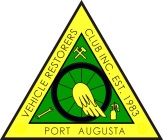 VEHICLE RESTORERS
CLUB INC. EST. 1983
PORT AUGUSTA